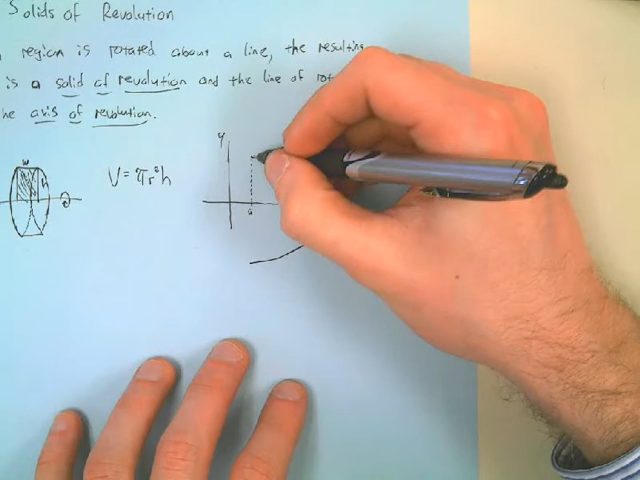 Solids of Revolution
region is rotated about a line, the resulting
is a solid of revolution and the line of
the axis of revolution.
w
h
V = πr²h
y
a